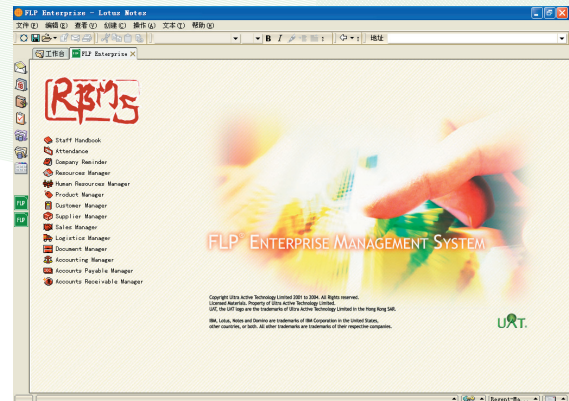 FLP Enterprise - Lotus Notes
文件(F) 编辑(E) 查看(V) 创建(C) 操作(A) 文本(T) 帮助(H)
B I 地址
工作台 FLP Enterprise
R部门5
Staff Handbook
Attendance
Company Reminder
Resources Manager
Human Resources Manager
Product Manager
Customer Manager
Supplier Manager
Sales Manager
Logistics Manager
Document Manager
Accounting Manager
Accounts Payable Manager
Accounts Receivable Manager
FLP
FLP
FLP™ ENTERPRISE MANAGEMENT SYSTEM
Copyright Ultra Active Technology Limited 2001 to 2004. All Rights reserved.
Licensed Materials, Property of Ultra Active Technology Limited.
UAT, the UAT logo are the trademarks of Ultra Active Technology Limited in the Hong Kong SAR.
IBM, Lotus, Notes and Domino are trademarks of IBM Corporation in the United States,
other countries, or both. All other trademarks are trademarks of their respective companies.
UAT.